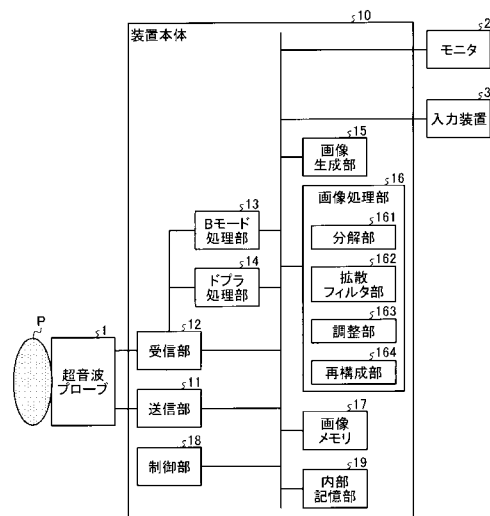 10
装置本体
2
モニタ
3
入力装置
15
画像
生成部
16
画像処理部
161
分解部
162
拡散
フィルタ部
163
調整部
164
再構成部
13
Bモード
処理部
14
ドプラ
処理部
P
1
超音波
プローブ
12
受信部
11
送信部
18
制御部
17
画像
メモリ
19
内部
記憶部